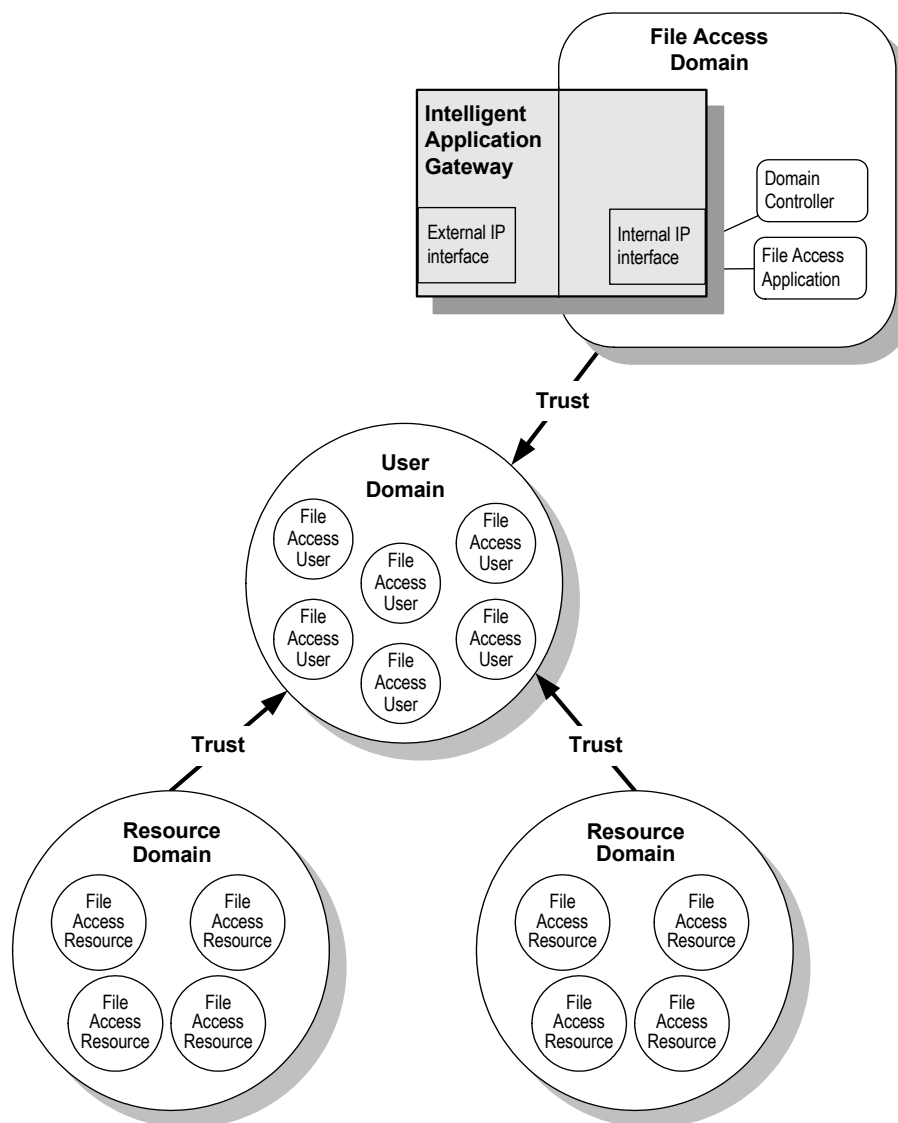 File Access
Domain
Intelligent
Application
Gateway
Domain
Controller
External IP
interface
Internal IP
interface
File Access
Application
Trust
User
Domain
File
Access
User
File
Access
User
File
Access
User
File
Access
User
File
Access
User
File
Access
User
Trust
Trust
Resource
Domain
File
Access
Resource
File
Access
Resource
File
Access
Resource
File
Access
Resource
Resource
Domain
File
Access
Resource
File
Access
Resource
File
Access
Resource
File
Access
Resource